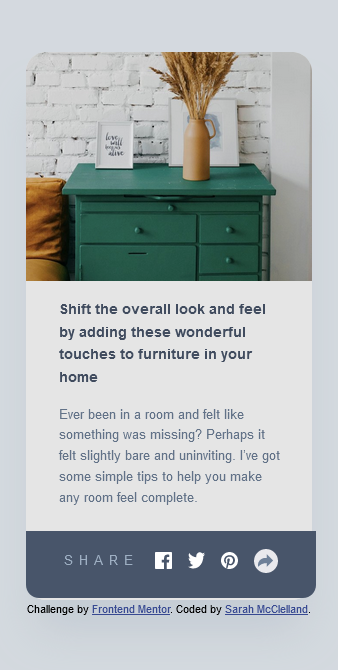 love
will
keep us
alive
Shift the overall look and feel
by adding these wonderful
touches to furniture in your
home
Ever been in a room and felt like
something was missing? Perhaps it
felt slightly bare and uninviting. I've got
some simple tips to help you make
any room feel complete.
SHARE
Challenge by Frontend Mentor. Coded by Sarah McClelland.